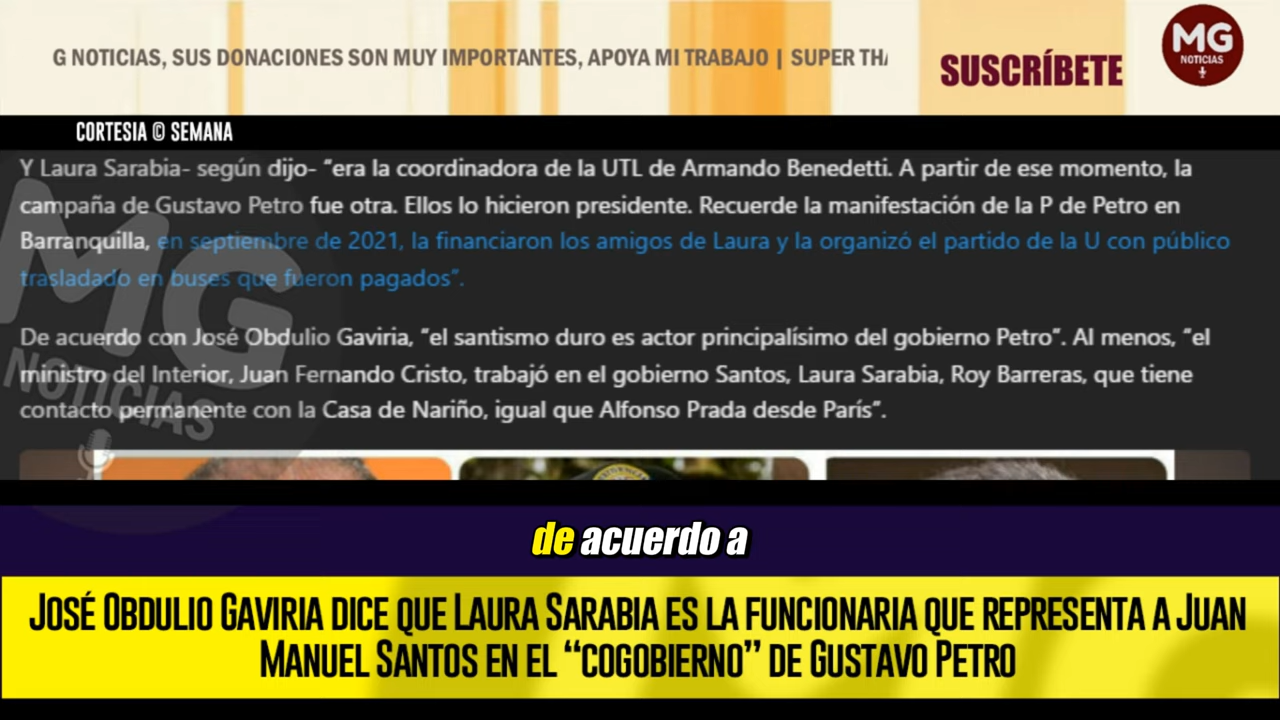 G NOTICIAS, SUS DONACIONES SON MUY IMPORTANTES, APOYA MI TRABAJO | SUPER
SUSCRÍBETE
MG
NOTICIAS
CORTESIA © SEMANA
Y Laura Sarabia- según dijo- “era la coordinadora de la UTL de Armando Benedetti. A partir de ese momento, la
campaña de Gustavo Petro fue otra. Ellos lo hicieron presidente. Recuerde la manifestación de la P de Petro en
Barranquilla, en septiembre de 2021, la financiaron los amigos de Laura y la organizó el partido de la U con público
trasladado en buses que fueron pagados”.
De acuerdo con José Obdulio Gaviria, “el santismo duro es actor principalísimo del gobierno Petro”. Al menos, “el
ministro del Interior, Juan Fernando Cristo, trabajó en el gobierno Santos, Laura Sarabia, Roy Barreras, que tiene
contacto permanente con la Casa de Nariño, igual que Alfonso Prada desde París”.
MG
NOTICIAS
de acuerdo a
JOSÉ OBDULIO GAVIRIA DICE QUE LAURA SARABIA ES LA FUNCIONARIA QUE REPRESENTA A JUAN
MANUEL SANTOS EN EL “COGOBIERNO” DE GUSTAVO PETRO